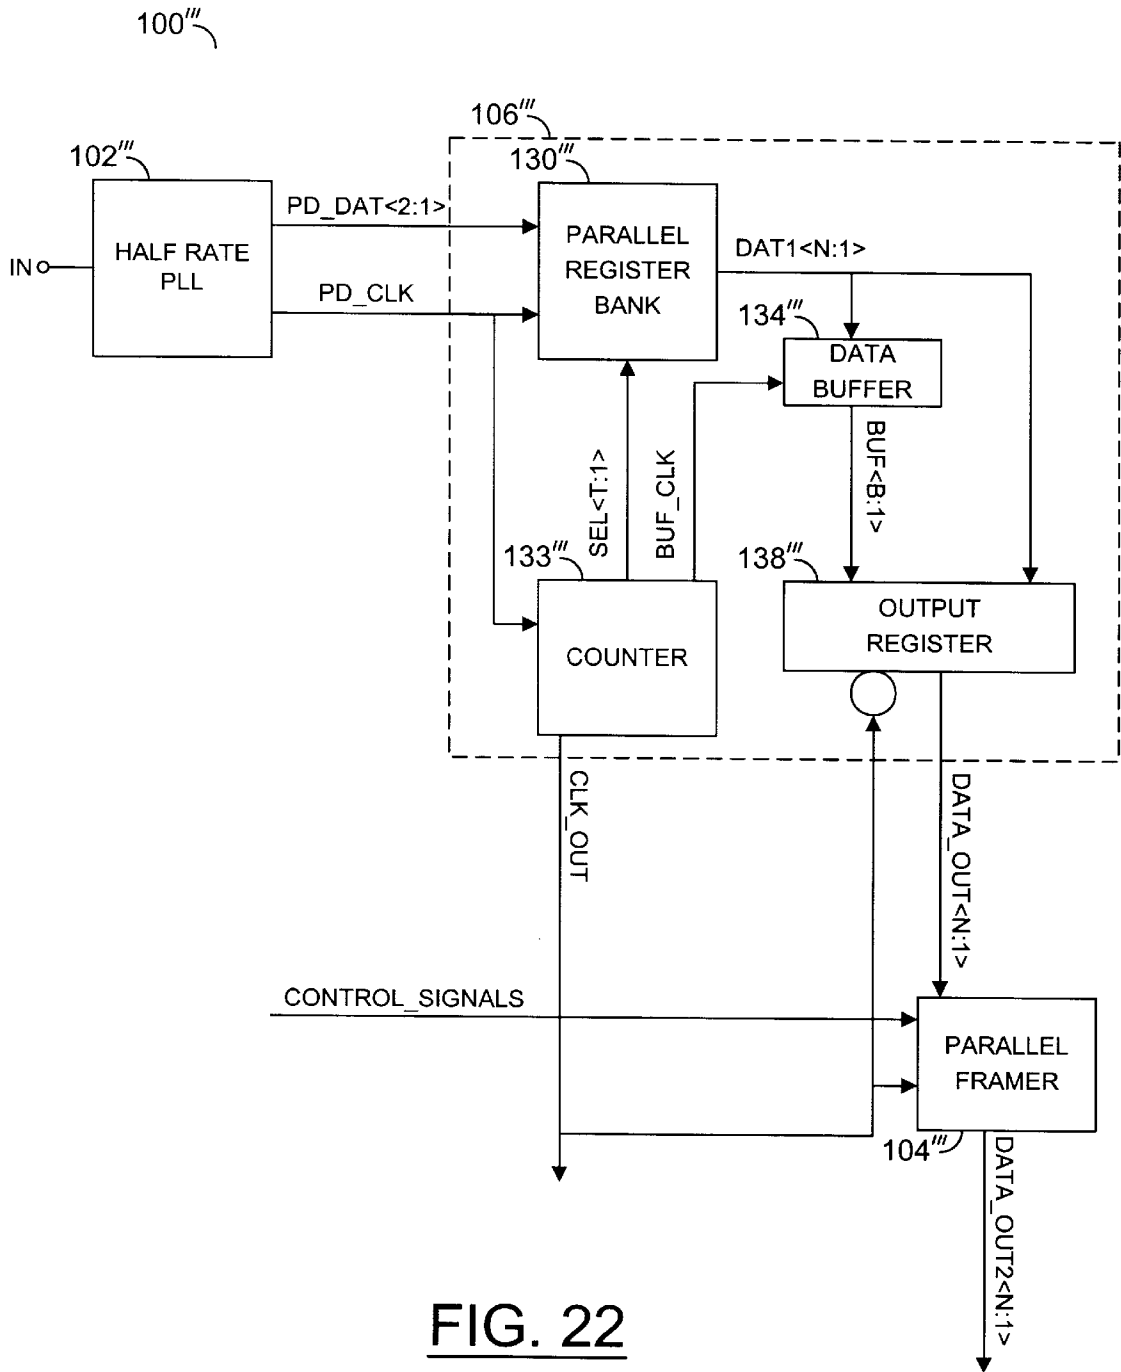 100‴
106‴
102‴
130‴
PD_DAT<2:1>
HALF RATE
PLL
IN
PD_CLK
PARALLEL
REGISTER
BANK
DAT1<N:1>
134‴
DATA
BUFFER
SEL<T:1>
BUF_CLK
BUF<B:1>
133‴
COUNTER
138‴
OUTPUT
REGISTER
CLK_OUT
DATA_OUT<N:1>
CONTROL_SIGNALS
PARALLEL
FRAMER
104‴
DATA_OUT2<N:1>
FIG. 22